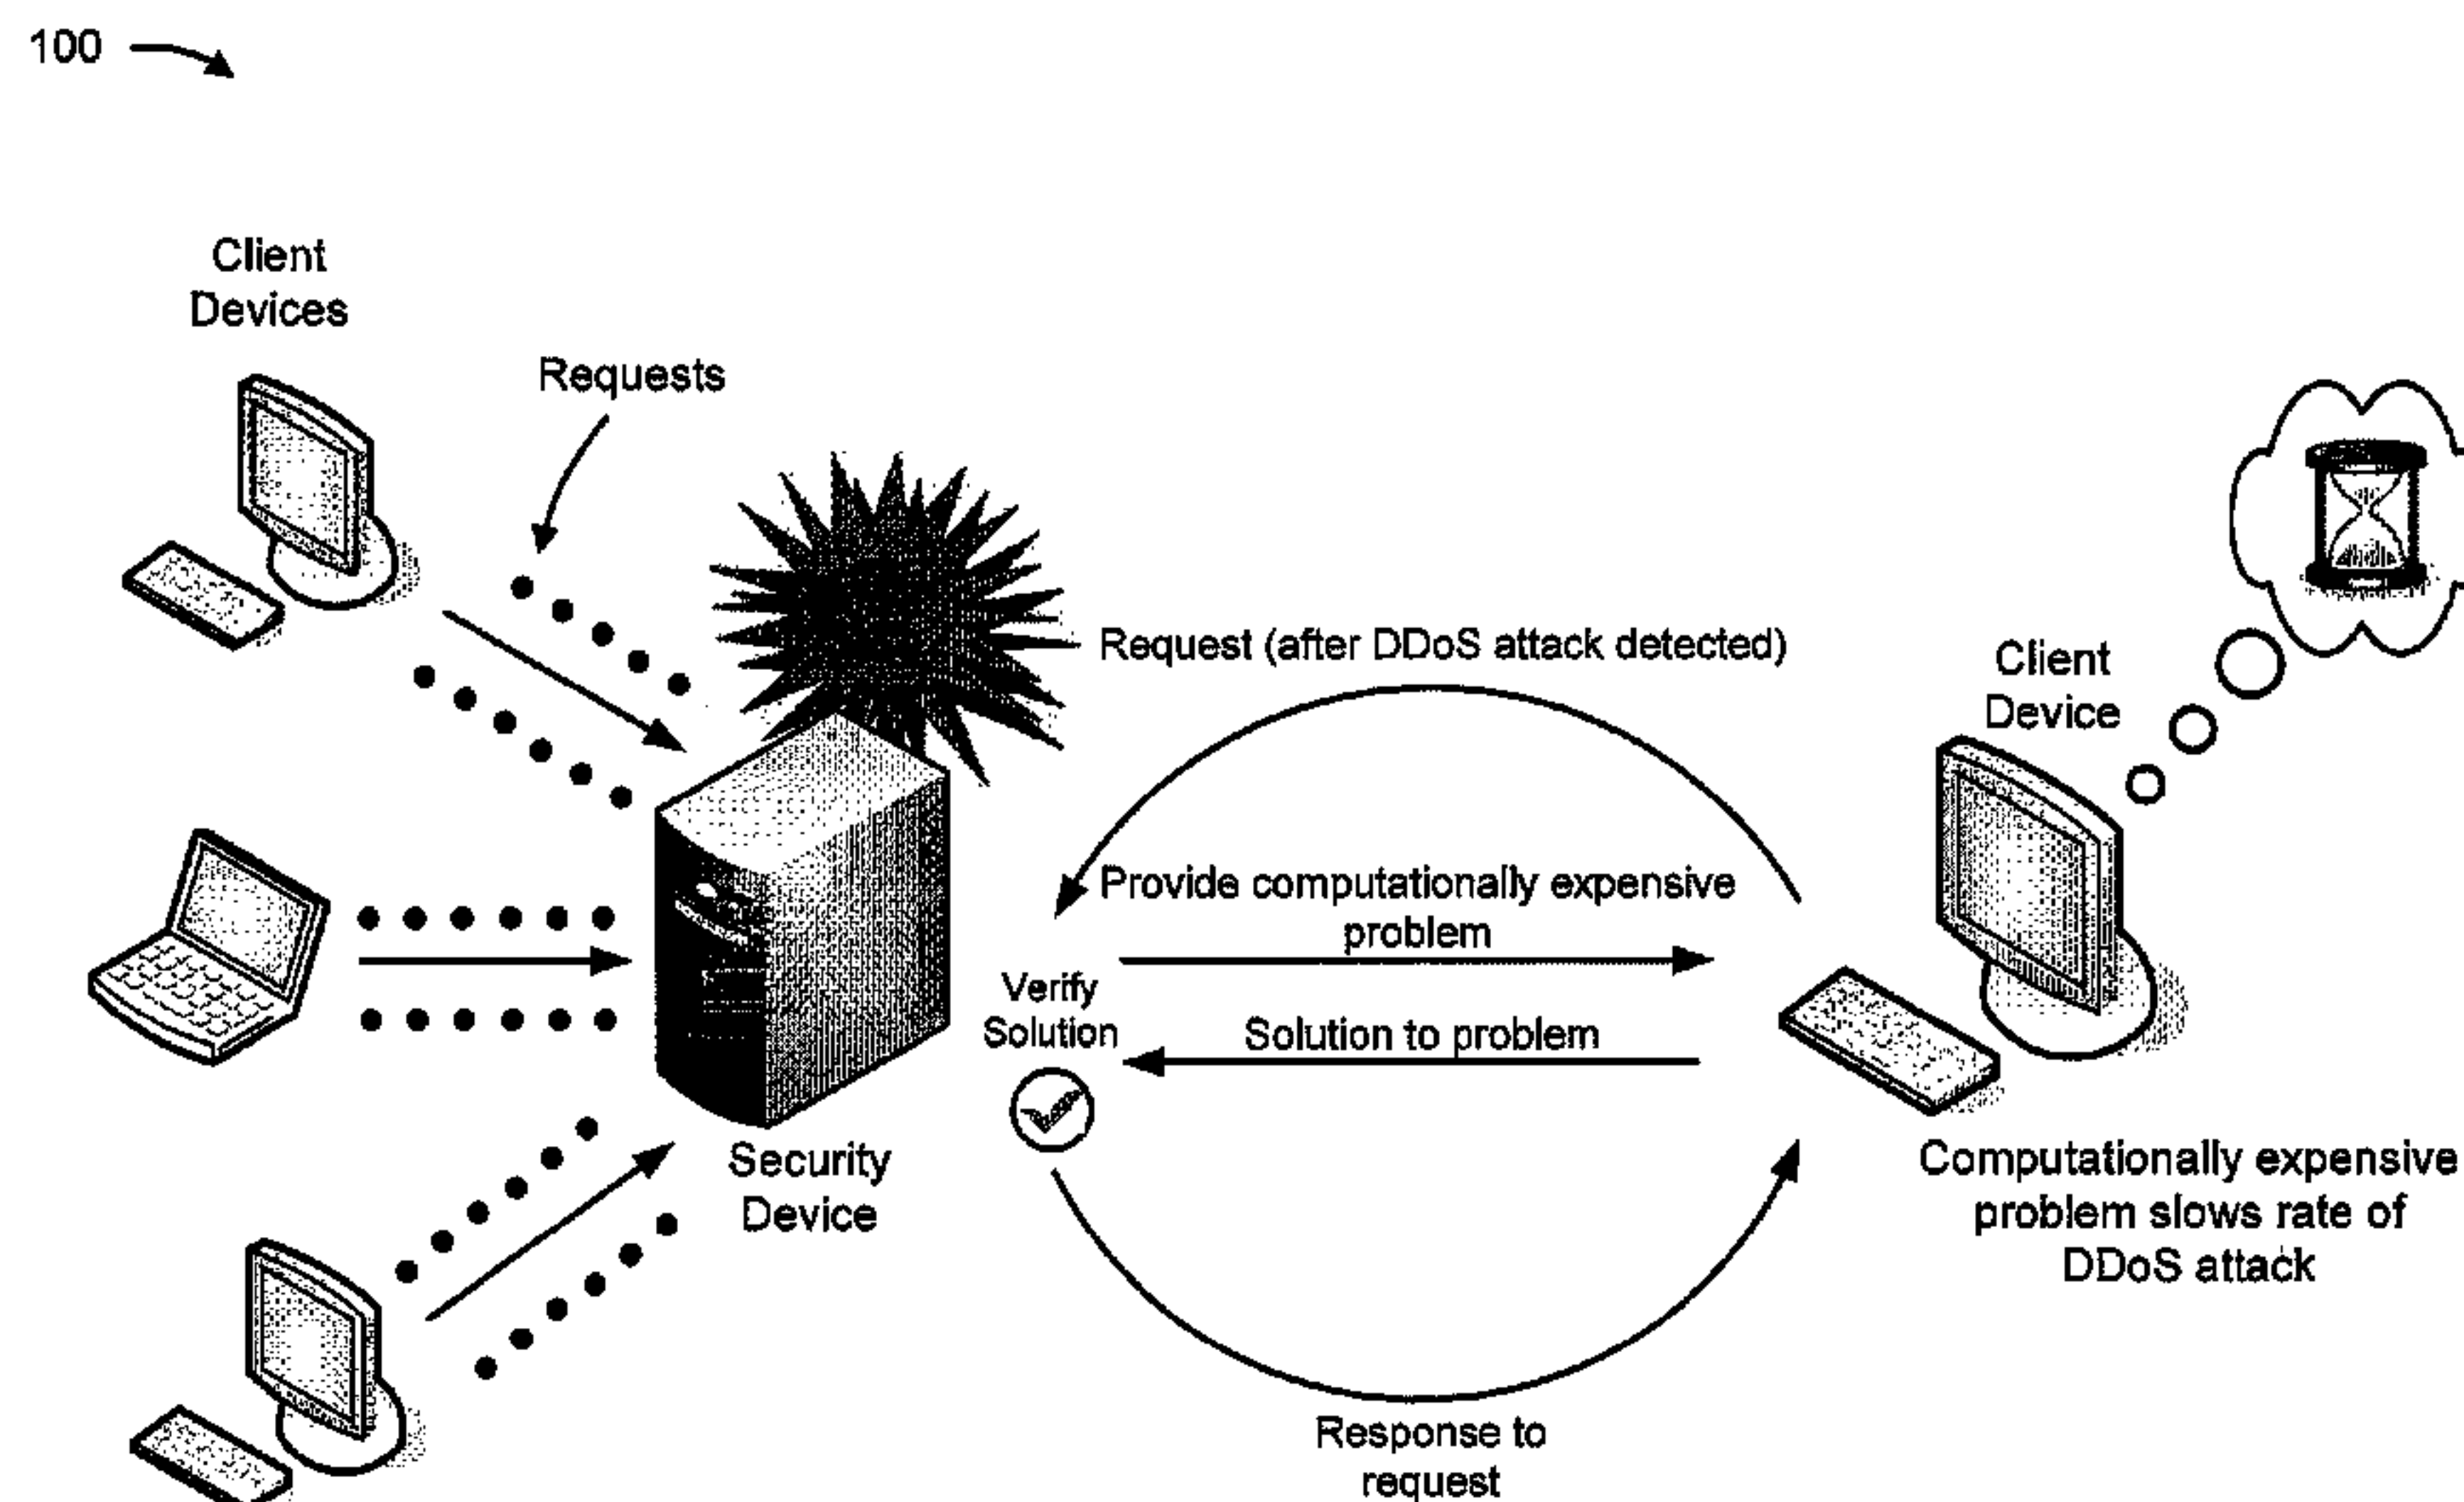 100
Client
Devices
Requests
Request (after DDoS attack detected)
Client
Device
Provide computationally expensive
problem
Verify
Solution
Solution to problem
Security
Device
Computationally expensive
problem slows rate of
DDoS attack
Response to
request